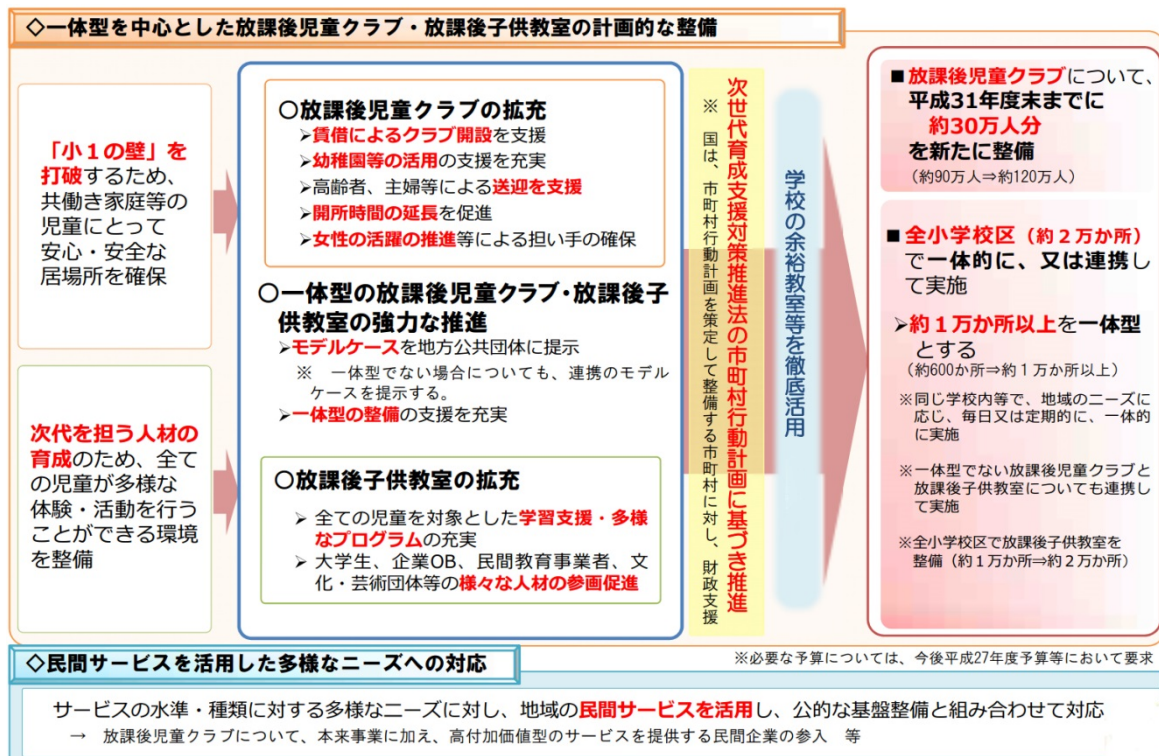 ◇一体型を中心とした放課後児童クラブ・放課後子供教室の計画的な整備
「小１の壁」を
打破するため、
共働き家庭等の
児童にとって
安心・安全な
居場所を確保
次代を担う人材の
育成のため、全て
の児童が多様な
体験・活動を行う
ことができる環境
を整備
〇放課後児童クラブの拡充
➢賃借によるクラブ開設を支援
➢幼稚園等の活用の支援を充実
➢高齢者、主婦等による送迎を支援
➢開所時間の延長を促進
➢女性の活躍の推進等による担い手の確保
〇一体型の放課後児童クラブ・放課後子
供教室の強力な推進
➢モデルケースを地方公共団体に提示
※　一体型でない場合についても、連携のモデル
ケースを提示する。
➢一体型の整備の支援を充実
〇放課後子供教室の拡充
➢ 全ての児童を対象とした学習支援・多様
なプログラムの充実
➢ 大学生、企業OB、民間教育事業者、文
化・芸術団体等の様々な人材の参画促進
次世代育成支援対策推進法の市町村行動計画に基づき推進
※　国は、市町村行動計画を策定して整備する市町村に対し、財政支援
学校の余裕教室等を徹底活用
■放課後児童クラブについて、
平成31年度末までに
約30万人分
を新たに整備
（約90万人⇒約120万人）
■全小学校区（約２万か所）
で一体的に、又は連携し
て実施
➢約１万か所以上を一体型
とする
（約600か所⇒約１万か所以上）
※同じ学校内等で、地域のニーズに
応じ、毎日又は定期的に、一体的
に実施
※一体型でない放課後児童クラブと
放課後子供教室についても連携し
て実施
※全小学校区で放課後子供教室を
整備（約１万か所⇒約２万か所）
◇民間サービスを活用した多様なニーズへの対応
※必要な予算については、今後平成27年度予算等において要求
サービスの水準・種類に対する多様なニーズに対し、地域の民間サービスを活用し、公的な基盤整備と組み合わせて対応
→　放課後児童クラブについて、本来事業に加え、高付加価値型のサービスを提供する民間企業の参入　等